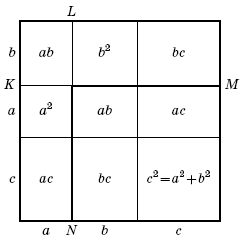 L
b ab b² bc
K M
a a² ab ac
c ac bc c²=a²+b²
a N b c